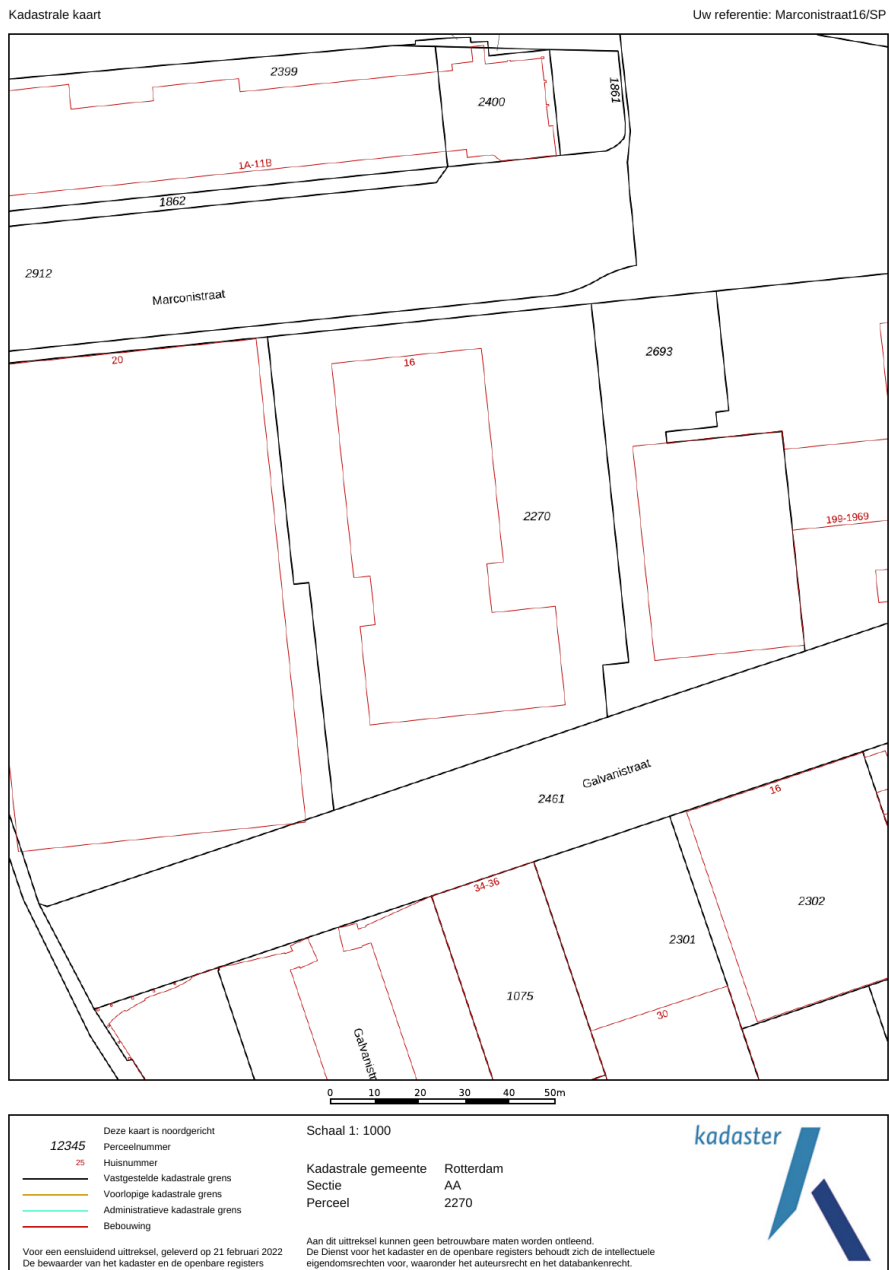 Kadastrale kaart
Uw referentie: Marconistraat16/SP
2399
2400
1861
1A-11B
1862
2912
Marconistraat
20
16
2693
2270
199-1969
Galvanistraat
2461
16
34-36
2302
2301
1075
30
Galvanistr
0 10 20 30 40 50m
Deze kaart is noordgericht
12345 Perceelnummer
25 Huisnummer
Vastgestelde kadastrale grens
Voorlopige kadastrale grens
Administratieve kadastrale grens
Bebouwing
Voor een eensluidend uittreksel, geleverd op 21 februari 2022
De bewaarder van het kadaster en de openbare registers
Schaal 1: 1000
Kadastrale gemeente Rotterdam
Sectie AA
Perceel 2270
Aan dit uittreksel kunnen geen betrouwbare maten worden ontleend.
De Dienst voor het kadaster en de openbare registers behoudt zich de intellectuele
eigendomsrechten voor, waaronder het auteursrecht en het databankenrecht.
kadaster